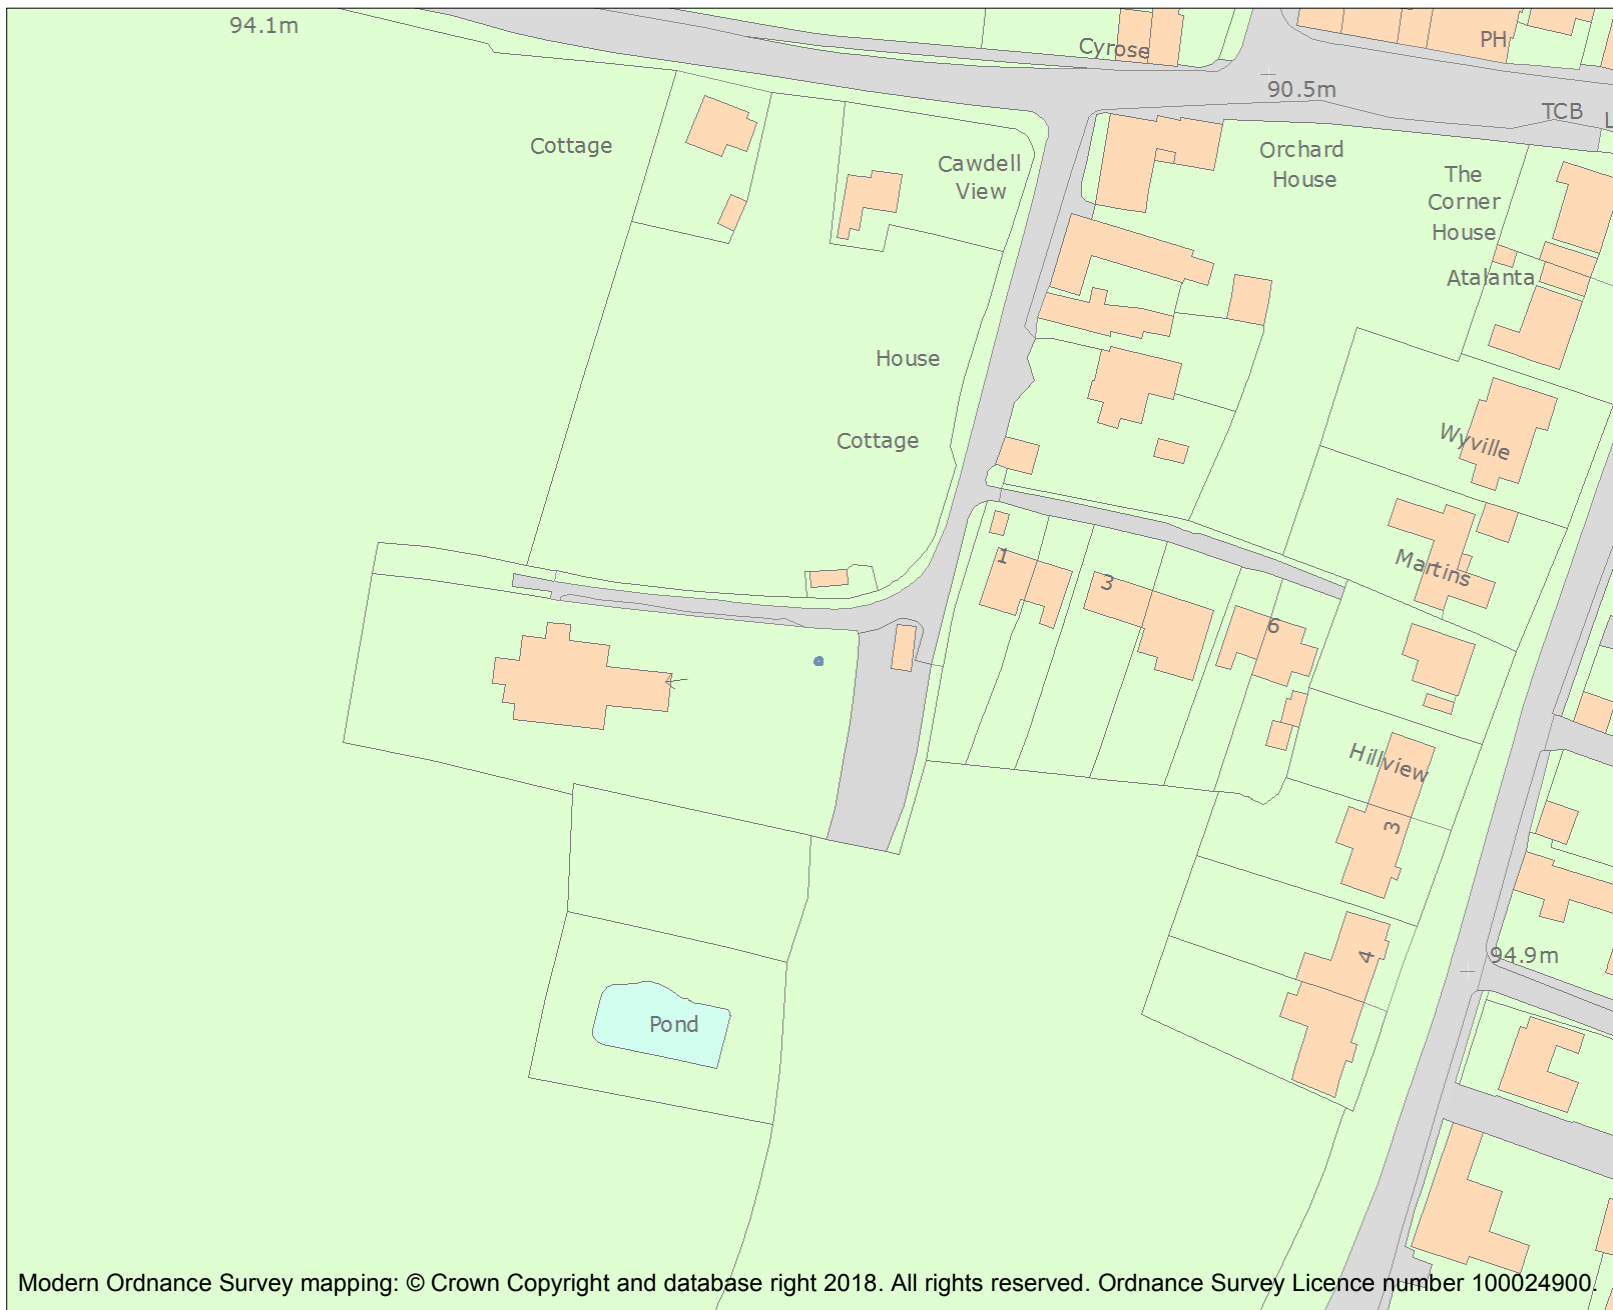 94.1m
Cyrose
PH
90.5m
TCB
L
Cottage
Cawdell
View
Orchard
House
The
Corner
House
Atalanta
House
Cottage
Wyville
Martins
1
3
6
Hillview
3
4
94.9m
Pond
Modern Ordnance Survey mapping: © Crown Copyright and database right 2018. All rights reserved. Ordnance Survey Licence number 100024900.